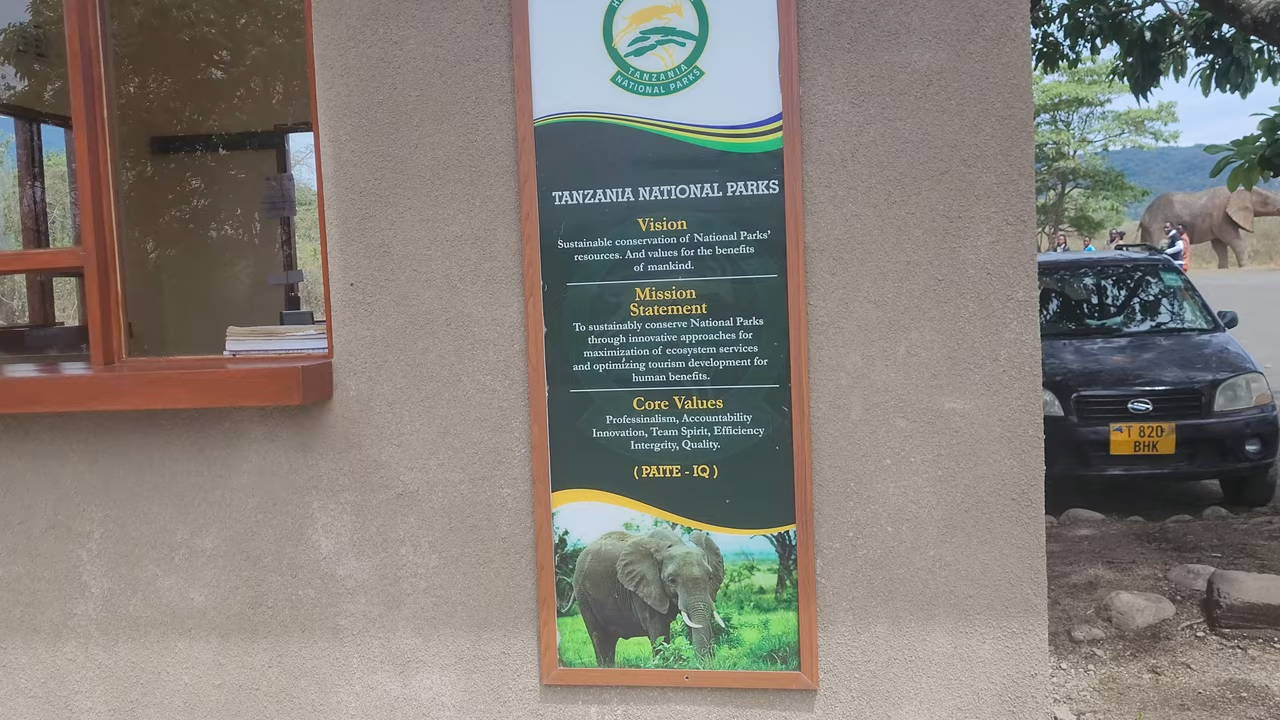 TANZANIA
NATIONAL PARKS
TANZANIA NATIONAL PARKS
Vision
Sustainable conservation of National Parks'
resources. And values for the benefits
of mankind.
Mission
Statement
To sustainably conserve National Parks
through innovative approaches for
maximization of ecosystem services
and optimizing tourism development for
human benefits.
Core Values
Professinalism, Accountability
Innovation, Team Spirit, Efficiency
Intergrity, Quality.
( PAITE - IQ )
T 820
BHK